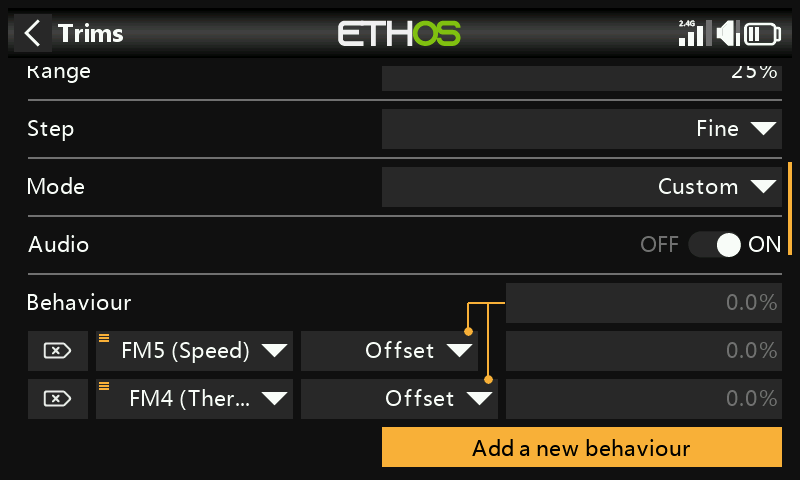 Trims
ETHOS
2.4G
Range 25%
Step Fine
Mode Custom
Audio OFF ON
Behaviour 0.0%
FM5 (Speed) Offset 0.0%
FM4 (Ther... Offset 0.0%
Add a new behaviour